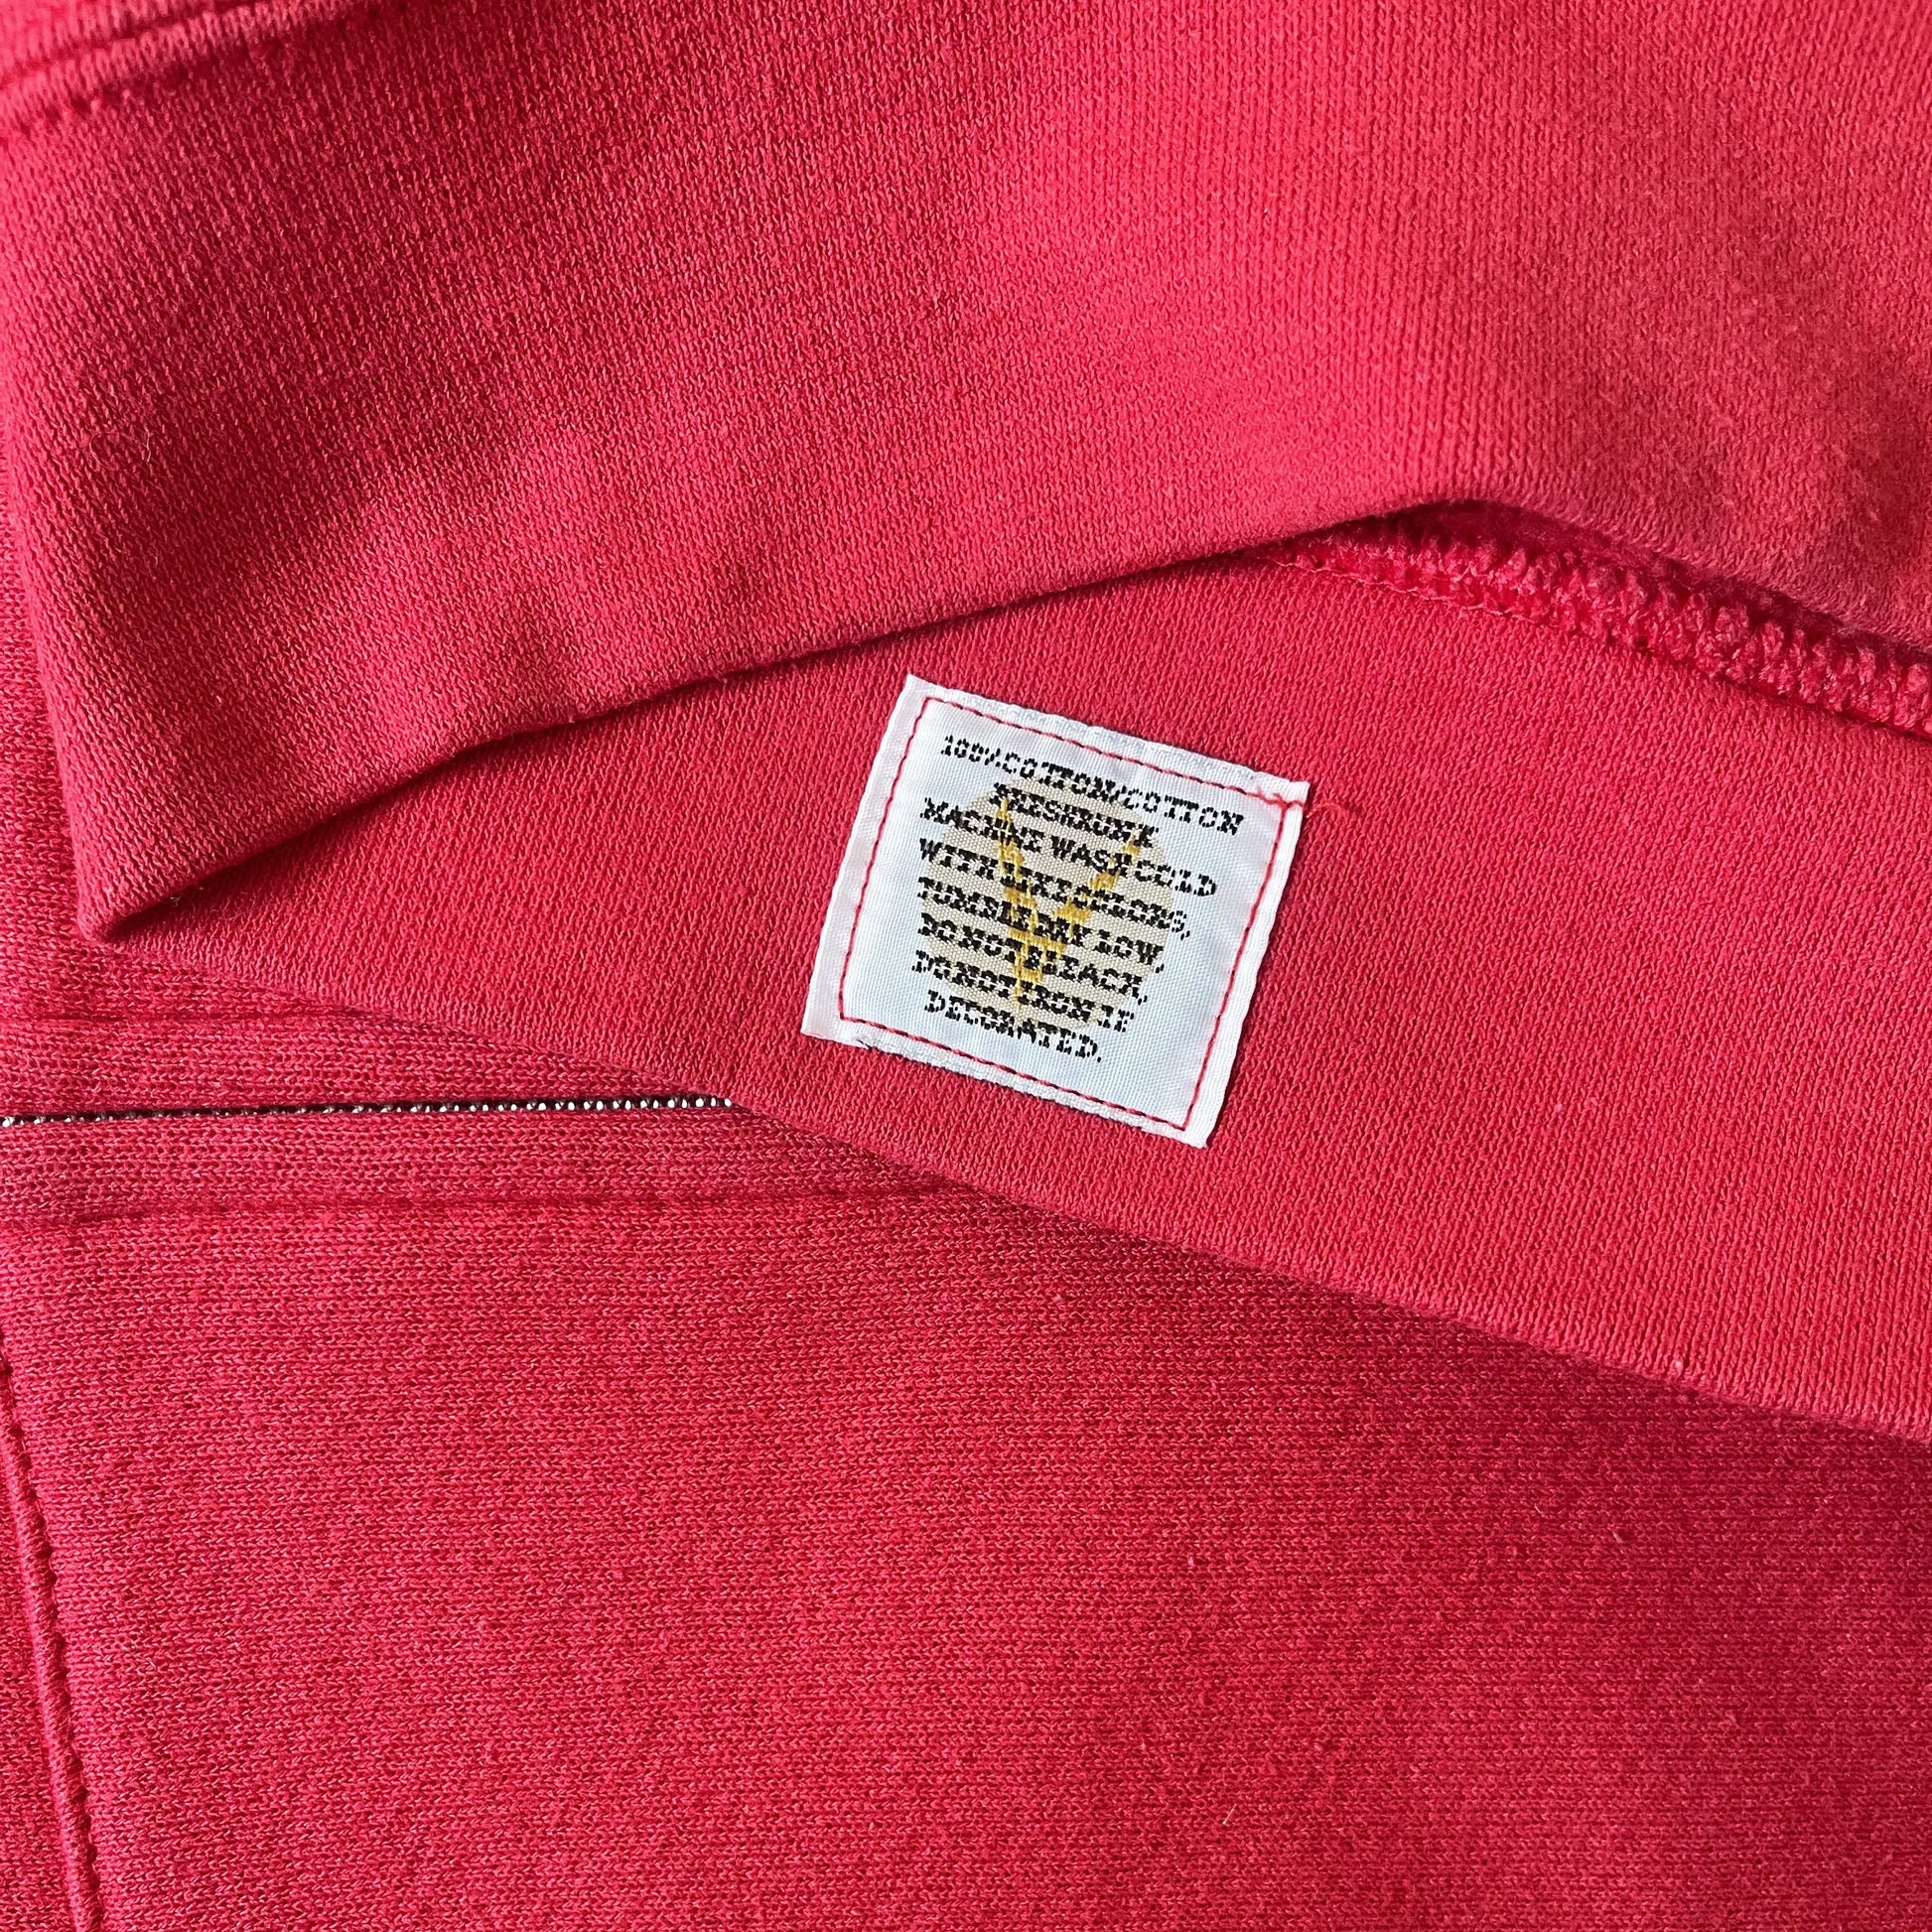 100% COTTON/COTTON
PRESHRUNK
MACHINE WASH COLD
WITH LIKE COLORS,
TUMBLE DRY LOW,
DO NOT BLEACH,
DO NOT IRON IF
DECORATED.